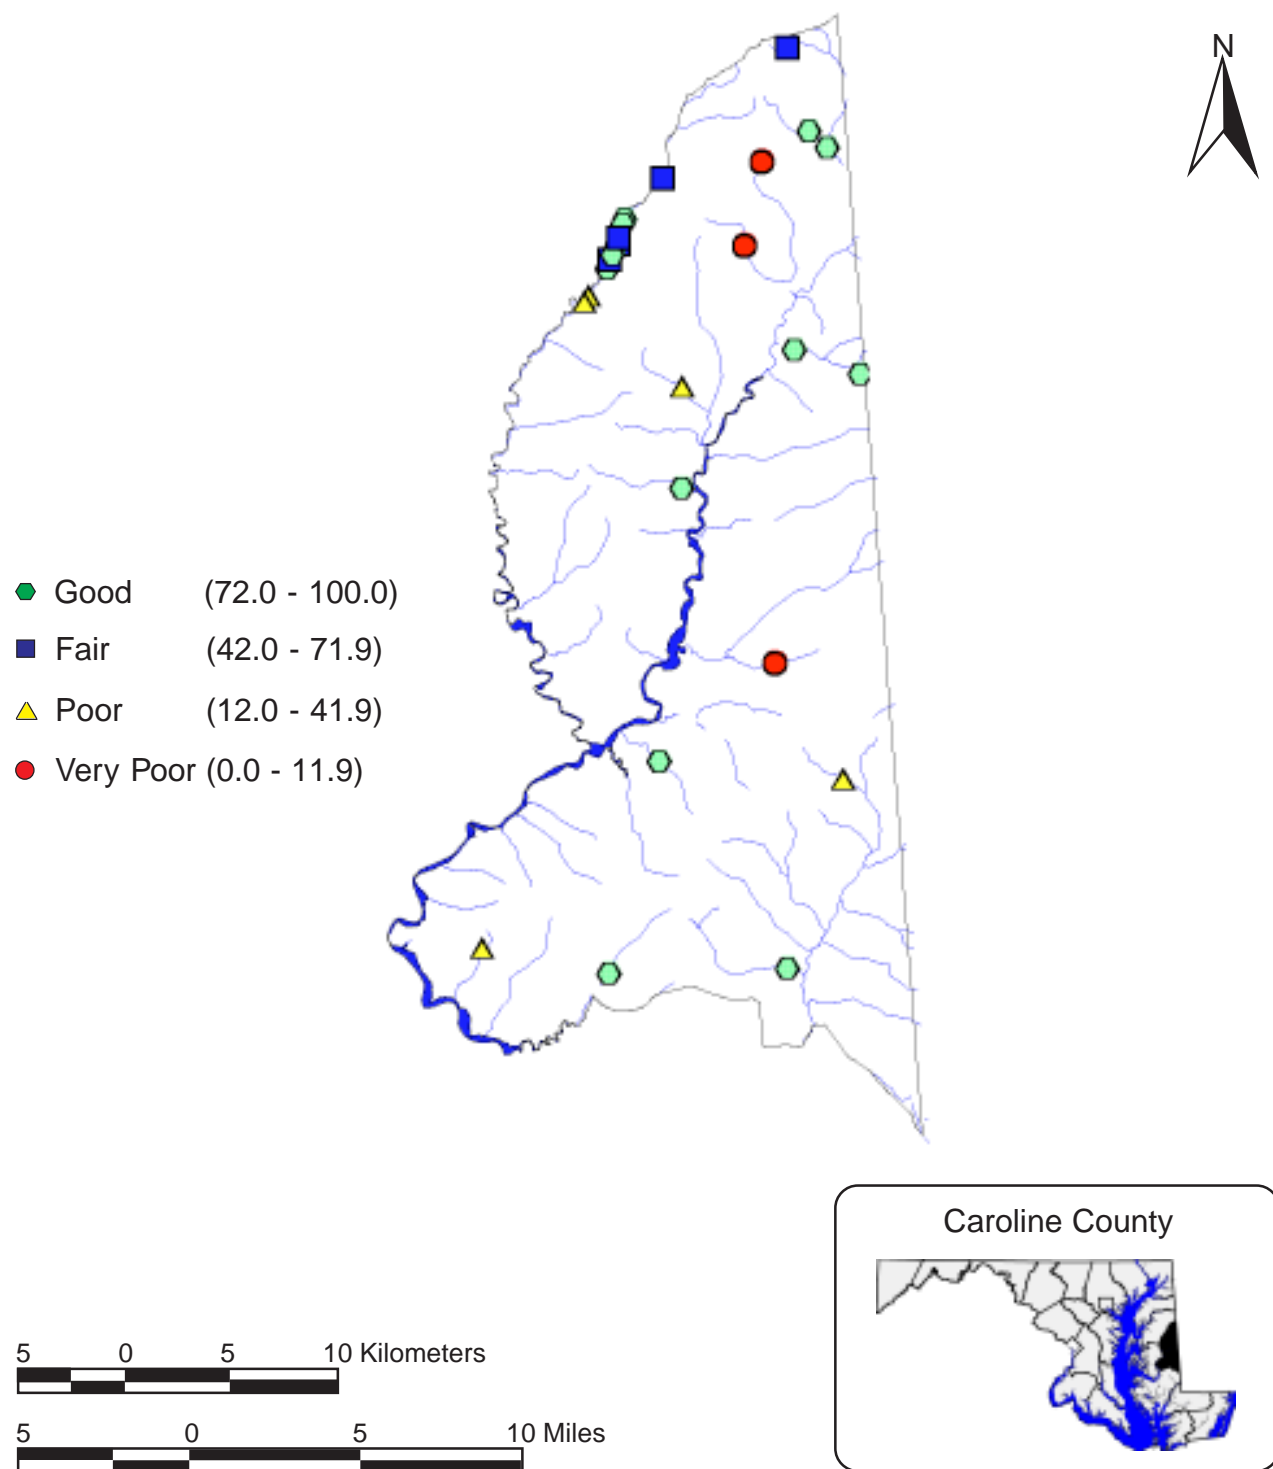 N
Good (72.0 - 100.0)
Fair (42.0 - 71.9)
Poor (12.0 - 41.9)
Very Poor (0.0 - 11.9)
Caroline County
5 0 5 10 Kilometers
5 0 5 10 Miles